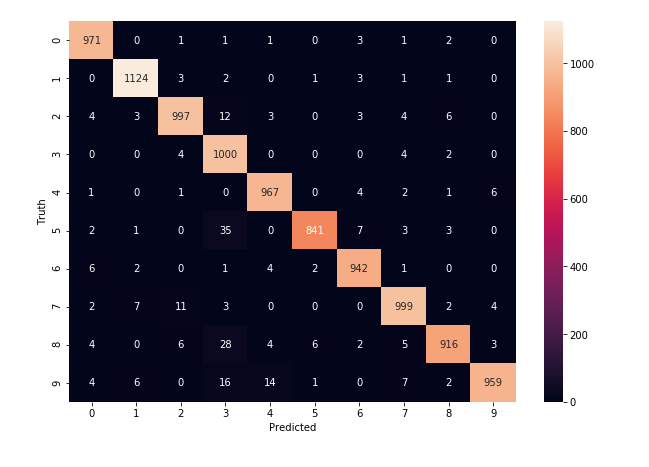 0 971 0 1 1 1 0 3 1 2 0
1 0 1124 3 2 0 1 3 1 1 0
2 4 3 997 12 3 0 3 4 6 0
3 0 0 4 1000 0 0 0 4 2 0
4 1 0 1 0 967 0 4 2 1 6
5 2 1 0 35 0 841 7 3 3 0
6 6 2 0 1 4 2 942 1 0 0
7 2 7 11 3 0 0 0 999 2 4
8 4 0 6 28 4 6 2 5 916 3
9 4 6 0 16 14 1 0 7 2 959
0 1 2 3 4 5 6 7 8 9
Predicted
Truth
1000
800
600
400
200
0